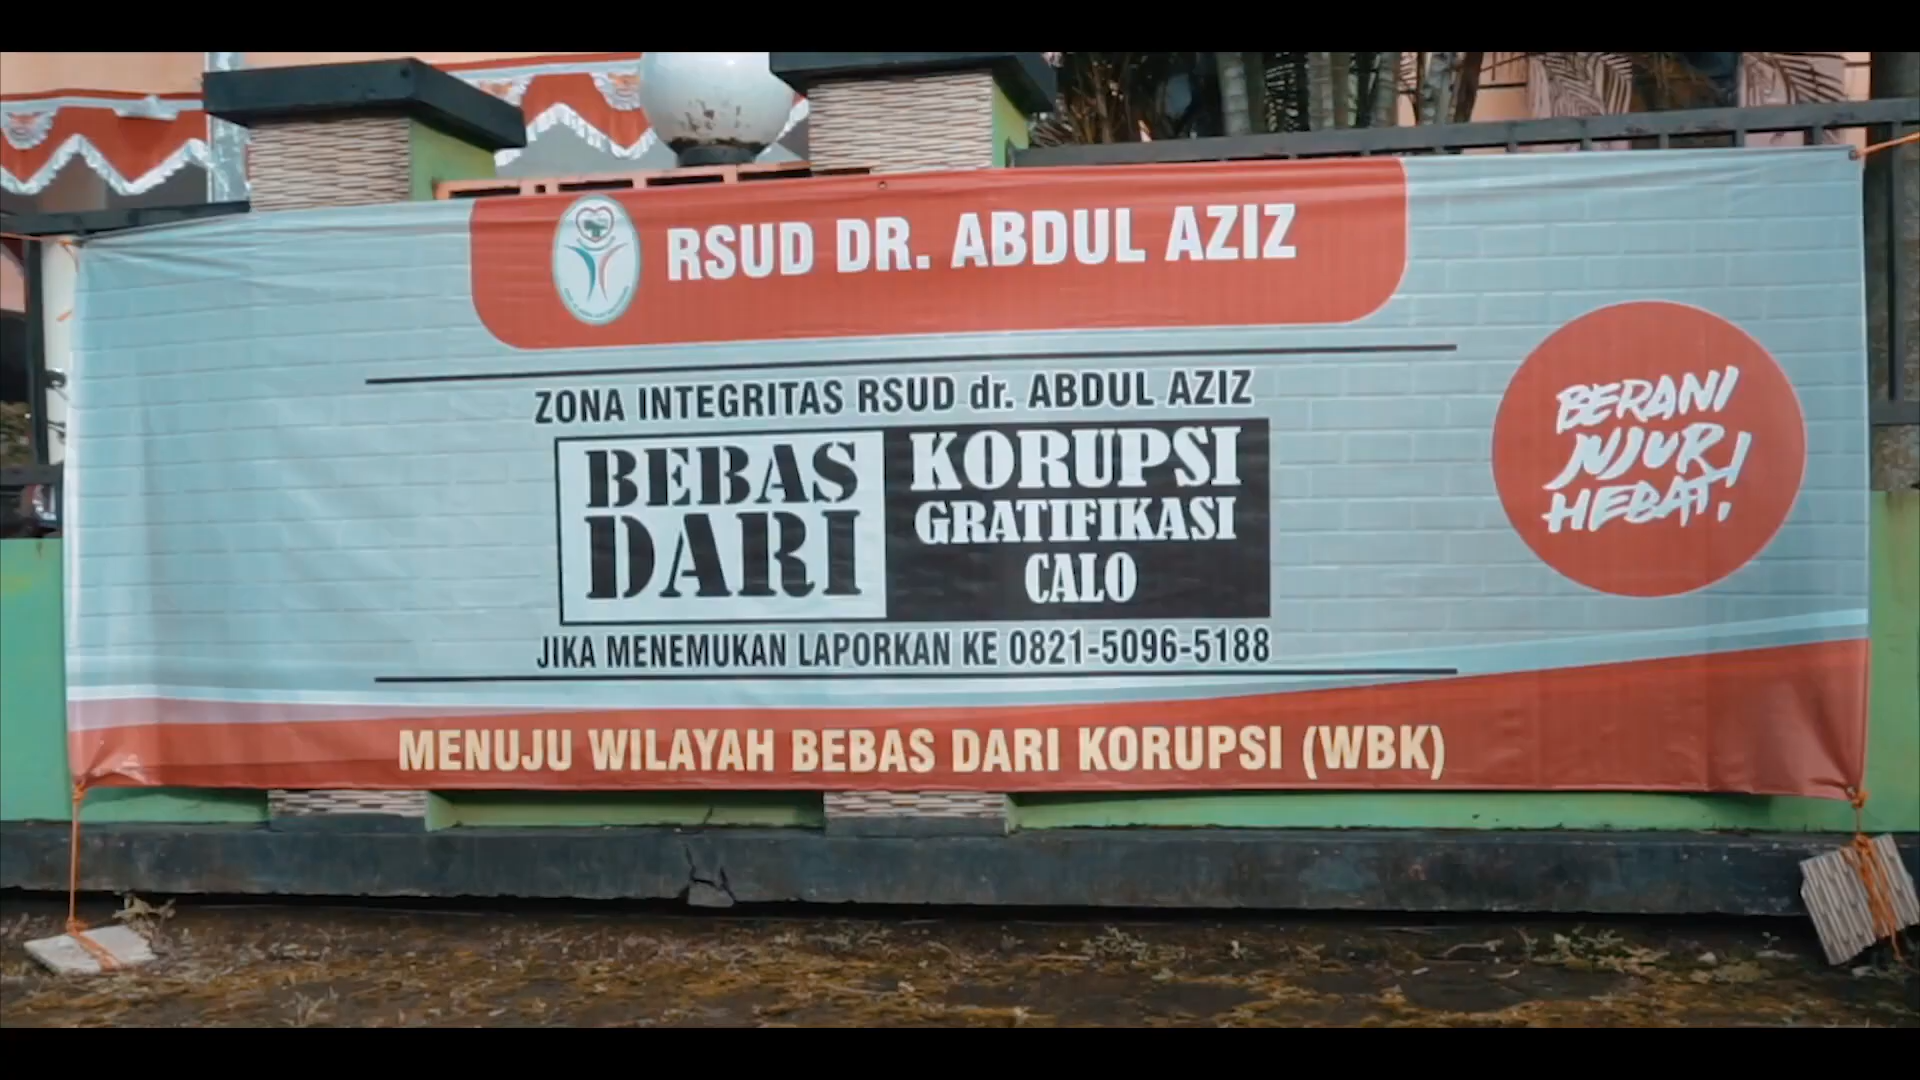 RSUD DR. ABDUL AZIZ
ZONA INTEGRITAS RSUD dr. ABDUL AZIZ
BEBAS
DARI
KORUPSI
GRATIFIKASI
CALO
JIKA MENEMUKAN LAPORKAN KE 0821-5096-5188
MENUJU WILAYAH BEBAS DARI KORUPSI (WBK)
BERANI
JUJUR
HEBAT!